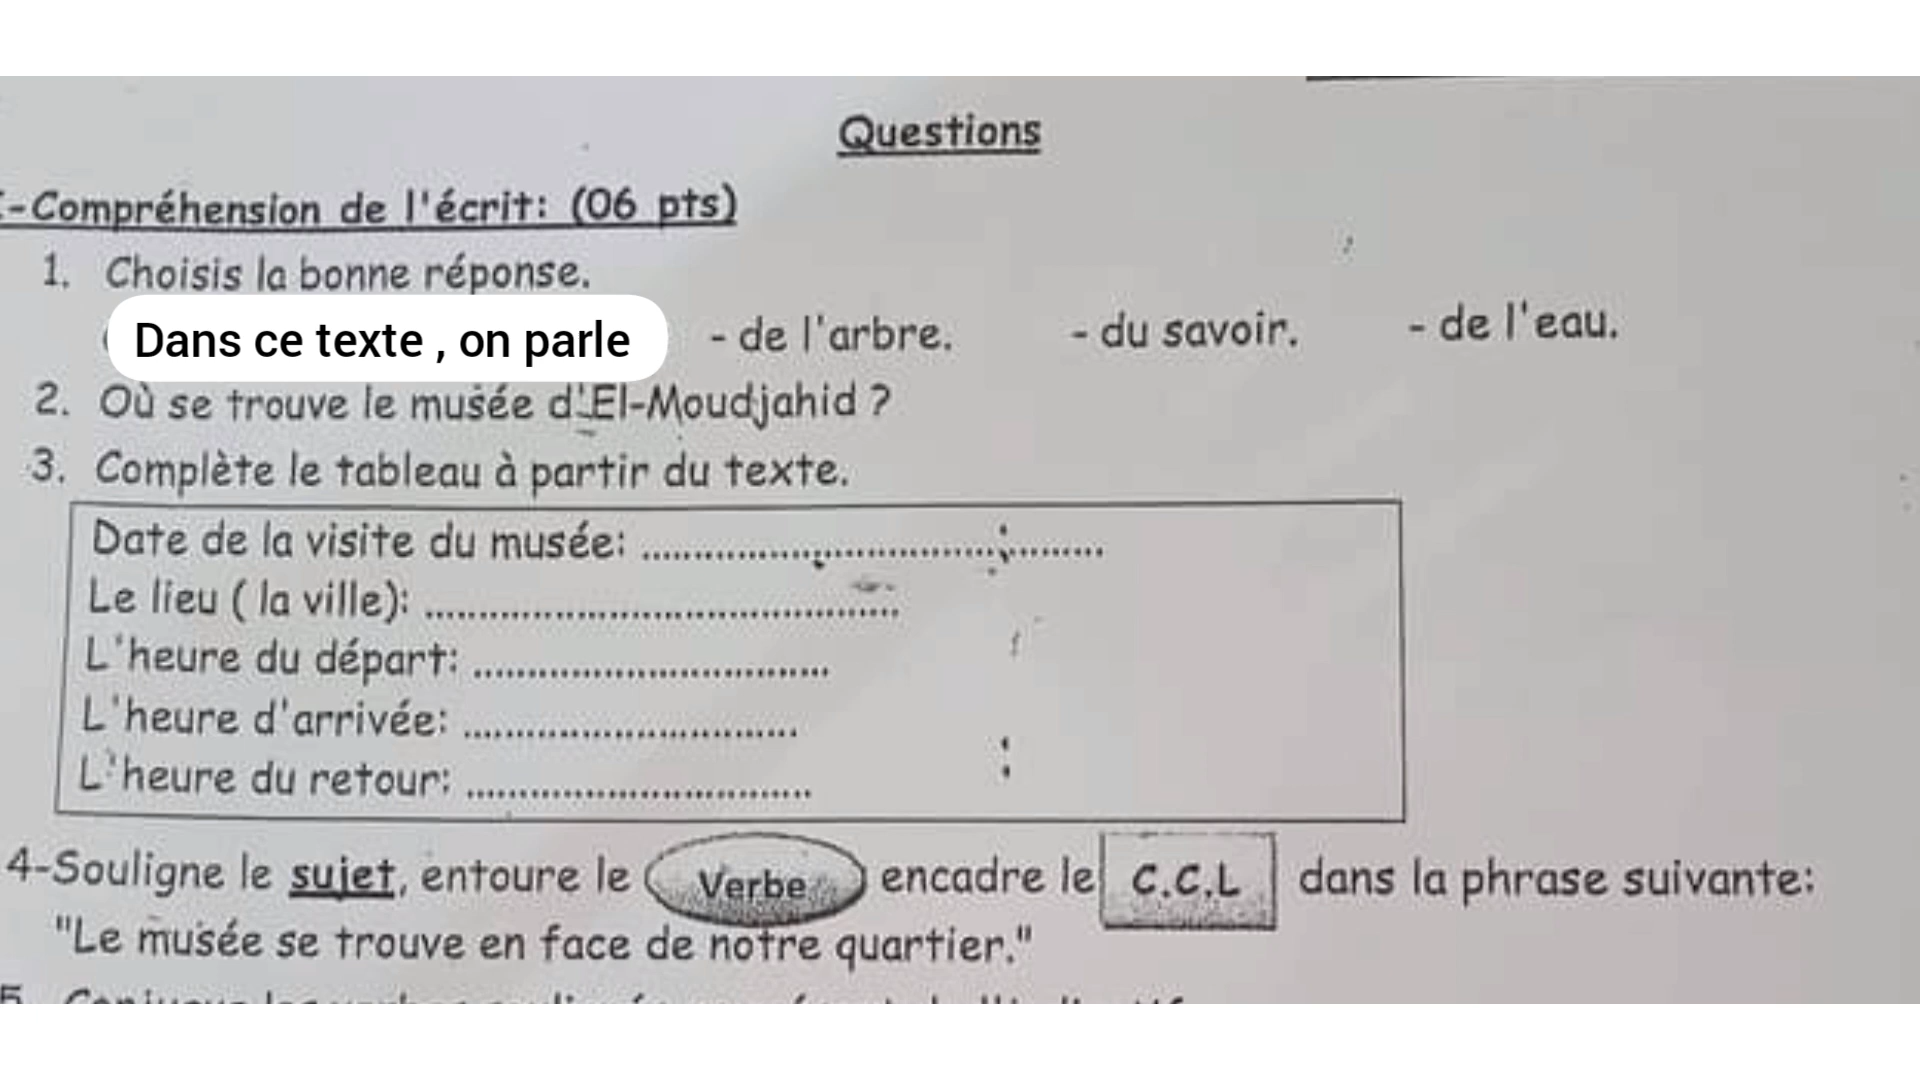 Questions
-Compréhension de l'écrit: (06 pts)
1. Choisis la bonne réponse.
Dans ce texte , on parle - de l'arbre. - du savoir. - de l'eau.
2. Où se trouve le musée d'El-Moudjahid ?
3. Complète le tableau à partir du texte.
Date de la visite du musée: ..........................................
Le lieu ( la ville): ..........................................
L'heure du départ: ................................
L'heure d'arrivée: ..............................
L'heure du retour: ...............................
4-Souligne le sujet, entoure le Verbe encadre le C.C.L dans la phrase suivante:
"Le musée se trouve en face de notre quartier."